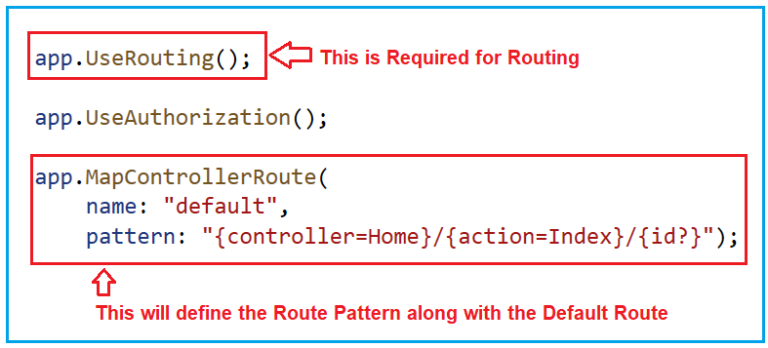 app.UseRouting();
This is Required for Routing
app.UseAuthorization();
app.MapControllerRoute(
name: "default",
pattern: "{controller=Home}/{action=Index}/{id?}");
This will define the Route Pattern along with the Default Route